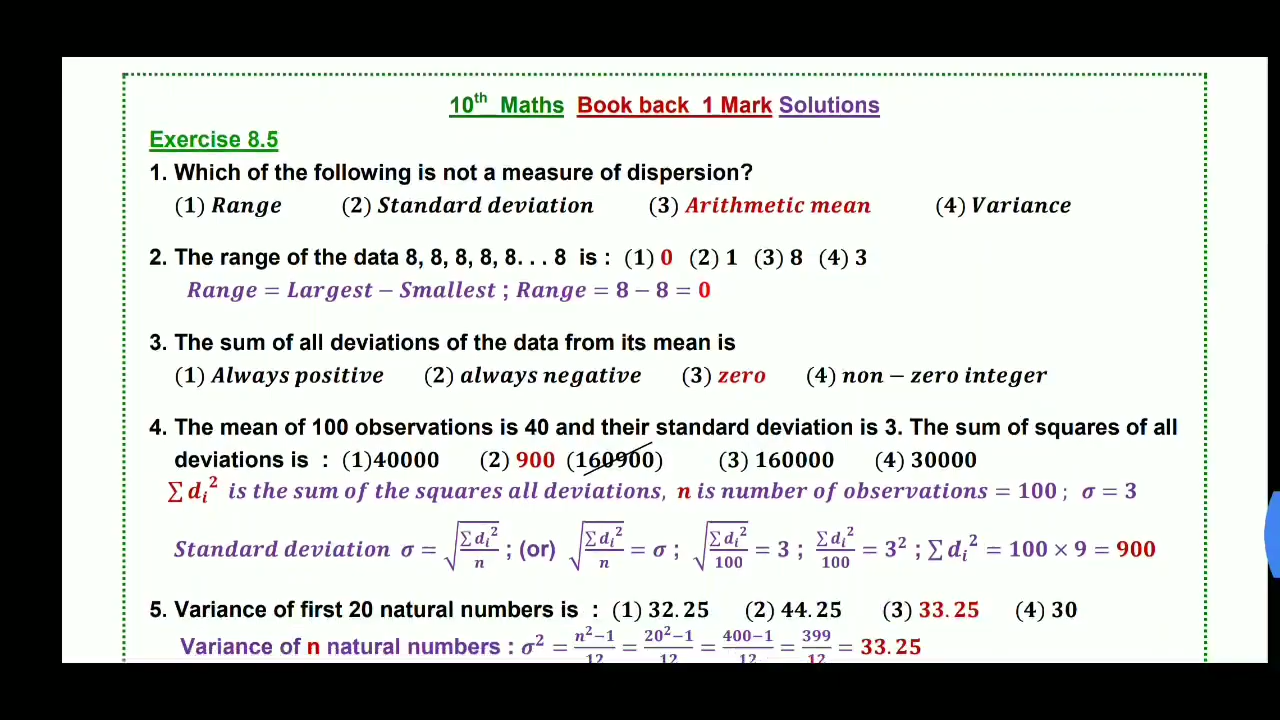 10th Maths Book back 1 Mark Solutions
Exercise 8.5
1. Which of the following is not a measure of dispersion?
(1) Range (2) Standard deviation (3) Arithmetic mean (4) Variance
2. The range of the data 8, 8, 8, 8, 8. . . 8 is : (1) 0 (2) 1 (3) 8 (4) 3
Range = Largest − Smallest ; Range = 8 − 8 = 0
3. The sum of all deviations of the data from its mean is
(1) Always positive (2) always negative (3) zero (4) non − zero integer
4. The mean of 100 observations is 40 and their standard deviation is 3. The sum of squares of all
deviations is : (1)40000 (2) 900 (160900) (3) 160000 (4) 30000
∑ dᵢ² is the sum of the squares all deviations, n is number of observations = 100 ; σ = 3
Standard deviation σ = √(∑ dᵢ²/n) ; (or) √(∑ dᵢ²/n) = σ ; √(∑ dᵢ²/100) = 3 ; ∑ dᵢ²/100 = 3² ; ∑ dᵢ² = 100 × 9 = 900
5. Variance of first 20 natural numbers is : (1) 32.25 (2) 44.25 (3) 33.25 (4) 30
Variance of n natural numbers : σ² = n²−1/12 = 20²−1/12 = 400−1/12 = 399/12 = 33.25